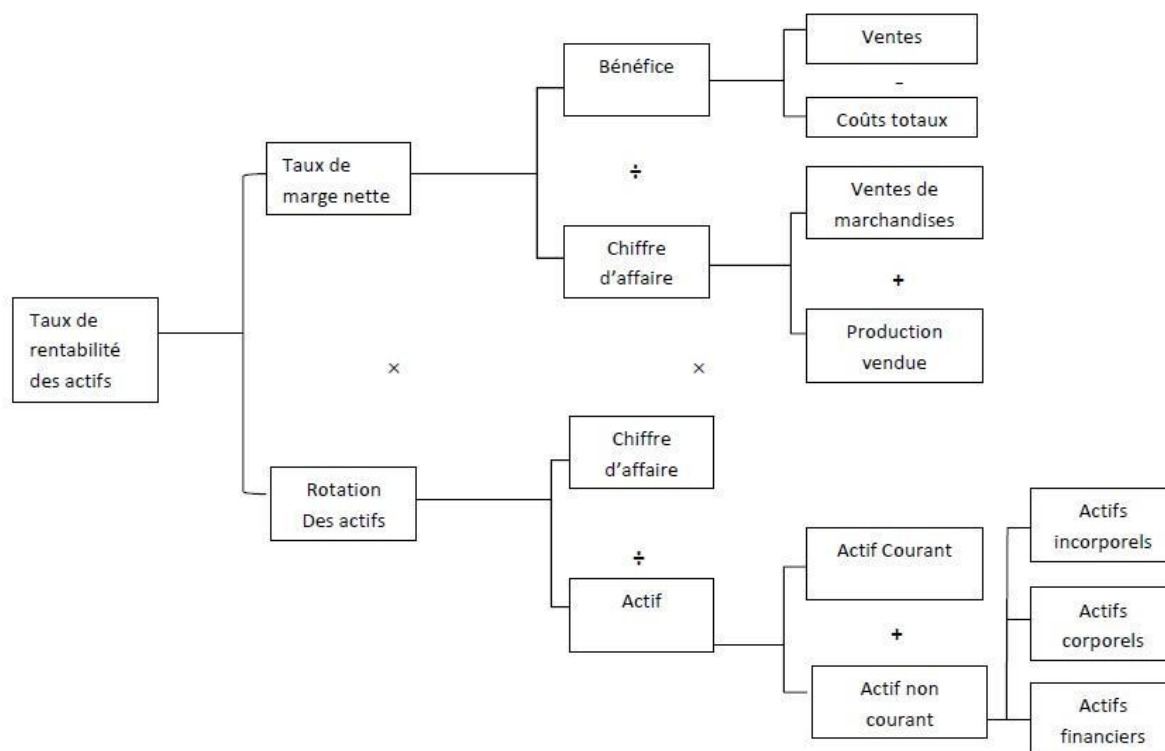 Ventes
Bénéfice
-
Coûts totaux
Taux de
marge nette
÷
Ventes de
marchandises
Chiffre
d'affaire
+
Taux de
rentabilité
des actifs
Production
vendue
×
×
Chiffre
d'affaire
Rotation
Des actifs
Actifs
incorporels
÷
Actif Courant
Actif
+
Actifs
corporels
Actif non
courant
Actifs
financiers